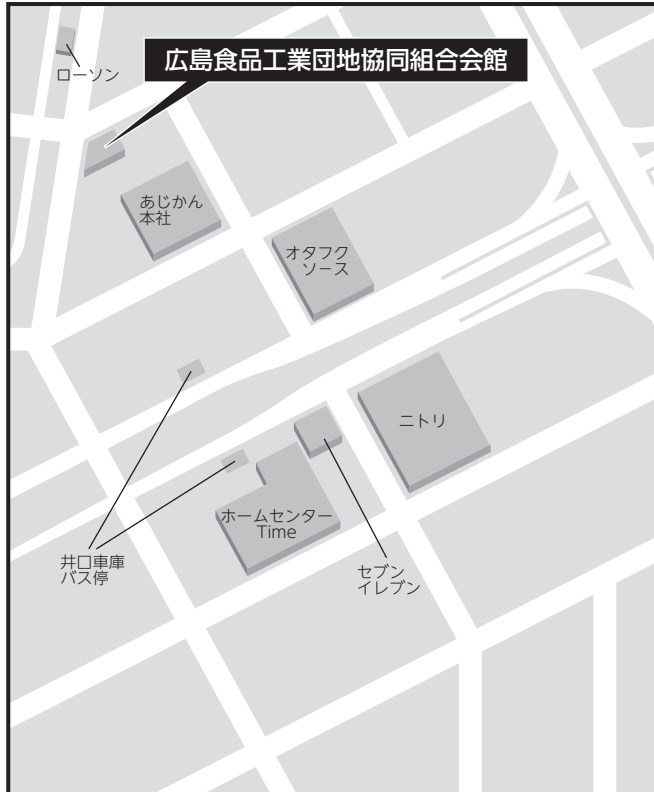 ローソン
広島食品工業団地協同組合会館
あじかん
本社
オタフク
ソース
ニトリ
ホームセンター
Time
井口車庫
バス停
セブン
イレブン